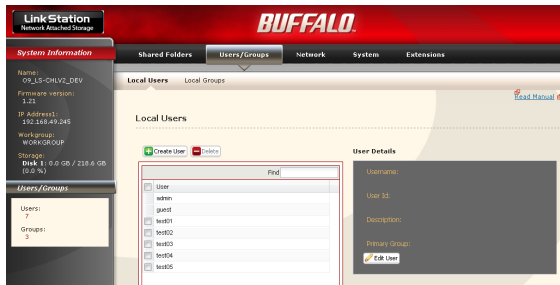 LinkStation
Network Attached Storage
BUFFALO
System Information
Shared Folders Users/Groups Network System Extensions
Local Users Local Groups
Name:
09_LS-CHLV2_DEV
Firmware version:
1.21
IP Address1:
192.168.49.245
Workgroup:
WORKGROUP
Storage:
Disk 1: 0.0 GB / 218.6 GB
(0.0 %)
Users/Groups
Users:
7
Groups:
3
Read Manual
Local Users
Create User Delete
Find
User
admin
guest
test01
test02
test03
test04
test05
User Details
Username:
User Id:
Description:
Primary Group:
Edit User